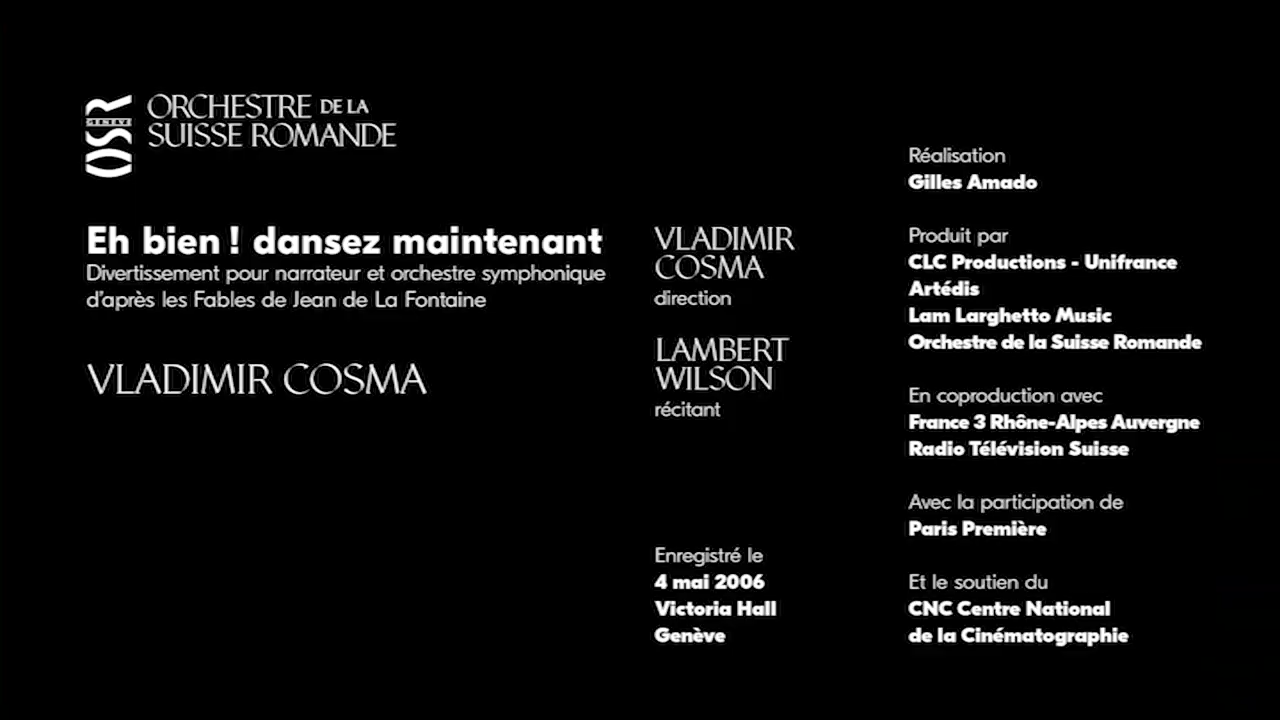 OSR
GENÈVE
ORCHESTRE DE LA
SUISSE ROMANDE
Eh bien ! dansez maintenant
Divertissement pour narrateur et orchestre symphonique
d'après les Fables de Jean de La Fontaine
VLADIMIR COSMA
VLADIMIR
COSMA
direction
LAMBERT
WILSON
récitant
Enregistré le
4 mai 2006
Victoria Hall
Genève
Réalisation
Gilles Amado
Produit par
CLC Productions - Unifrance
Artédis
Lam Larghetto Music
Orchestre de la Suisse Romande
En coproduction avec
France 3 Rhône-Alpes Auvergne
Radio Télévision Suisse
Avec la participation de
Paris Première
Et le soutien du
CNC Centre National
de la Cinématographie